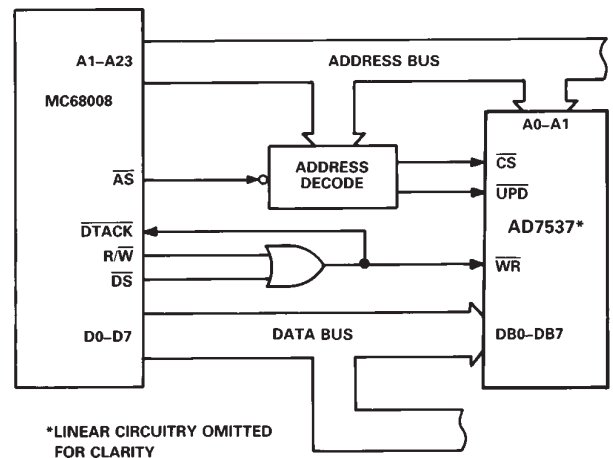 A1–A23
ADDRESS BUS
MC68008
A0–A1
AS
ADDRESS
DECODE
CS
UPD
AD7537*
DTACK
R/W
DS
WR
D0–D7
DATA BUS
DB0–DB7
*LINEAR CIRCUITRY OMITTED
FOR CLARITY